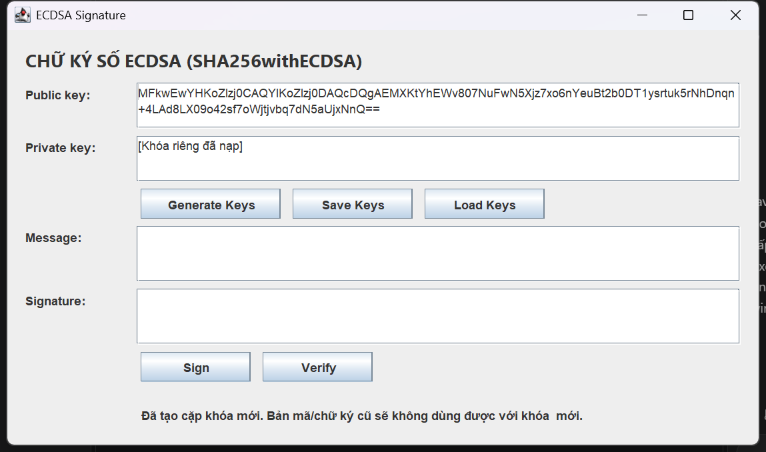 ECDSA Signature
CHỮ KÝ SỐ ECDSA (SHA256withECDSA)
Public key:
MFkwEwYHKoZIzj0CAQYIKoZIzj0DAQcDQgAEMXKtYhEWv807NuFwN5Xjz7xo6nYeuBt2b0DT1ysrtuk5rNhDnqn
+4LAd8LX09o42sf7oWjtjvbq7dN5aUjxNnQ==
Private key:
[Khóa riêng đã nạp]
Generate Keys
Save Keys
Load Keys
Message:
Signature:
Sign
Verify
Đã tạo cặp khóa mới. Bản mã/chữ ký cũ sẽ không dùng được với khóa  mới.